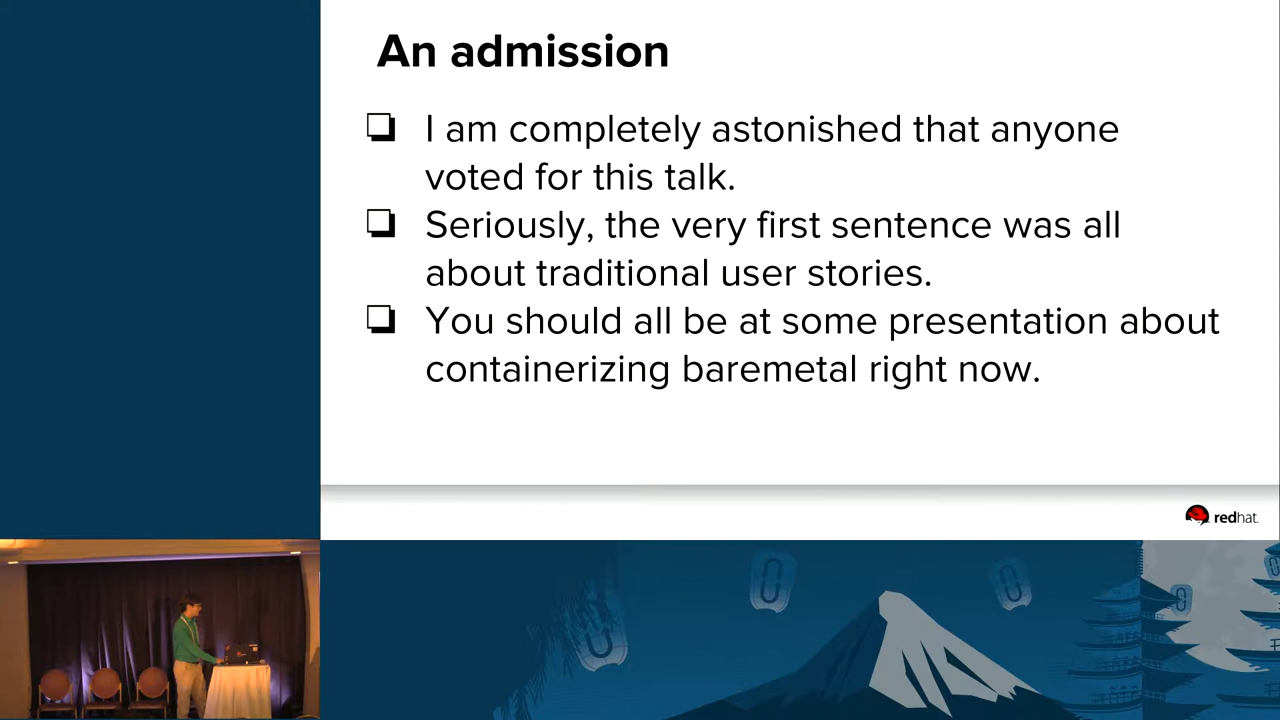 An admission
❏ I am completely astonished that anyone
voted for this talk.
❏ Seriously, the very first sentence was all
about traditional user stories.
❏ You should all be at some presentation about
containerizing baremetal right now.
redhat.